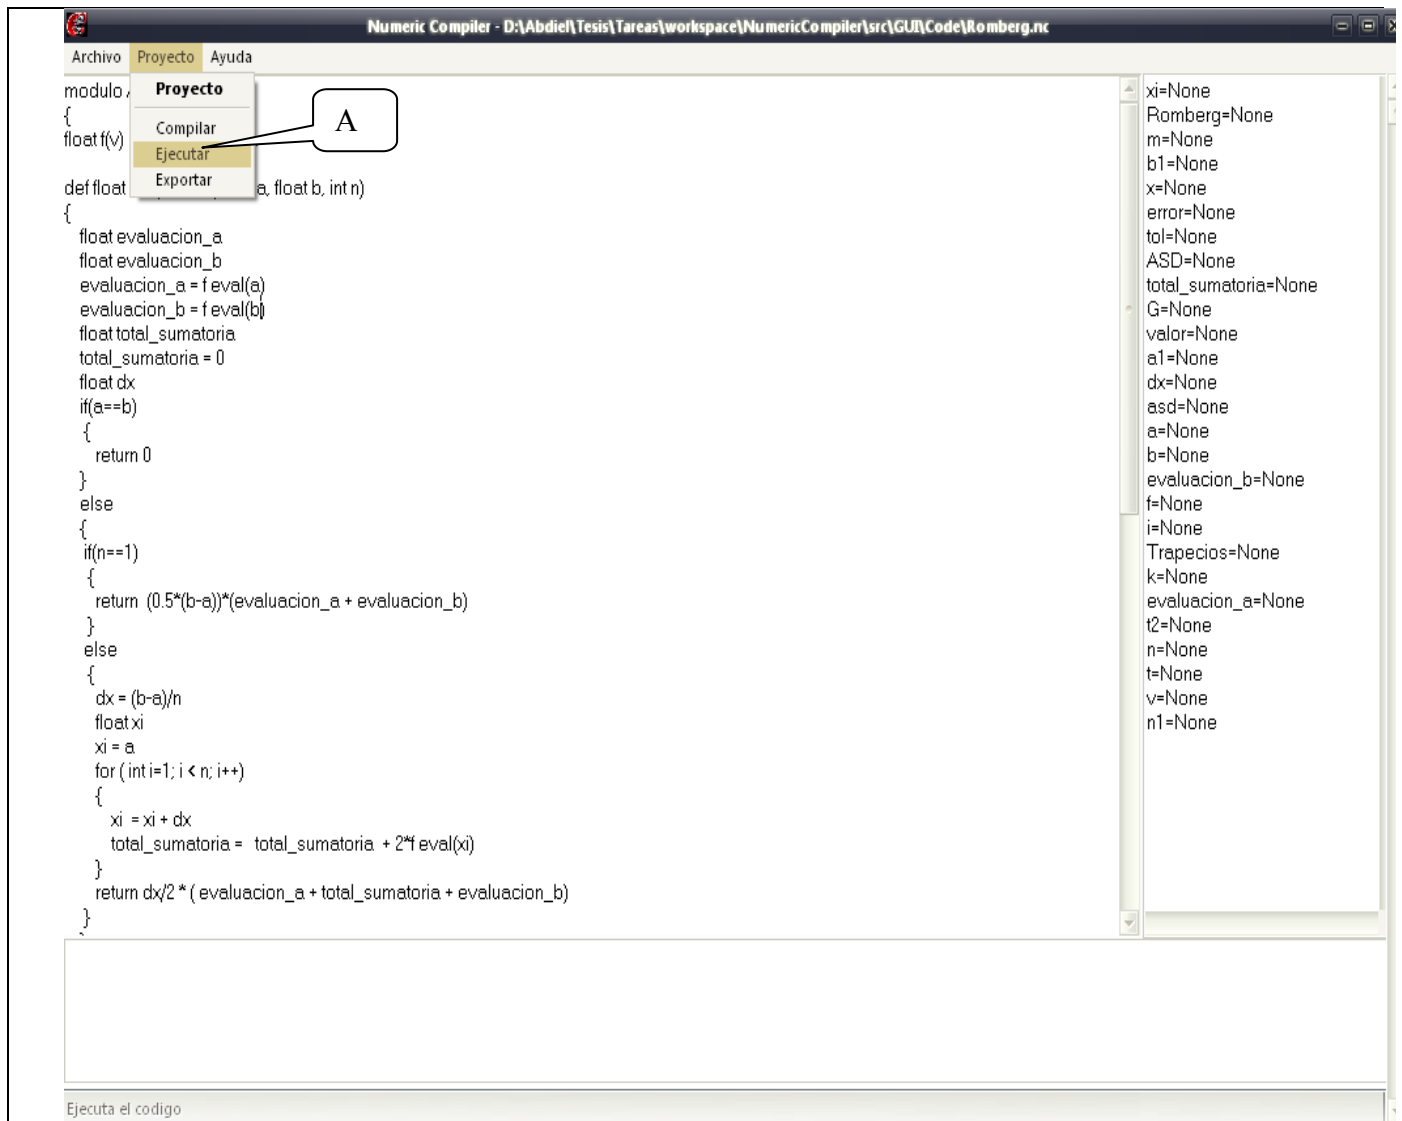 Numeric Compiler - D:\Abdiel\Tesis\Tareas\workspace\NumericCompiler\src\GUI\Code\Romberg.nc
Archivo Proyecto Ayuda
Proyecto
Compilar
Ejecutar
Exportar
A
modulo
{
float f(v)
def float a, float b, int n)
{
float evaluacion_a
float evaluacion_b
evaluacion_a = f eval(a)
evaluacion_b = f eval(b)
float total_sumatoria
total_sumatoria = 0
float dx
if(a==b)
{
return 0
}
else
{
if(n==1)
{
return (0.5*(b-a))*(evaluacion_a + evaluacion_b)
}
else
{
dx = (b-a)/n
float xi
xi = a
for ( int i=1; i < n; i++)
{
xi = xi + dx
total_sumatoria = total_sumatoria + 2*f eval(xi)
}
return dx/2 * ( evaluacion_a + total_sumatoria + evaluacion_b)
}
xi=None
Romberg=None
m=None
b1=None
x=None
error=None
tol=None
ASD=None
total_sumatoria=None
G=None
valor=None
a1=None
dx=None
asd=None
a=None
b=None
evaluacion_b=None
f=None
i=None
Trapecios=None
k=None
evaluacion_a=None
t2=None
n=None
t=None
v=None
n1=None
Ejecuta el codigo